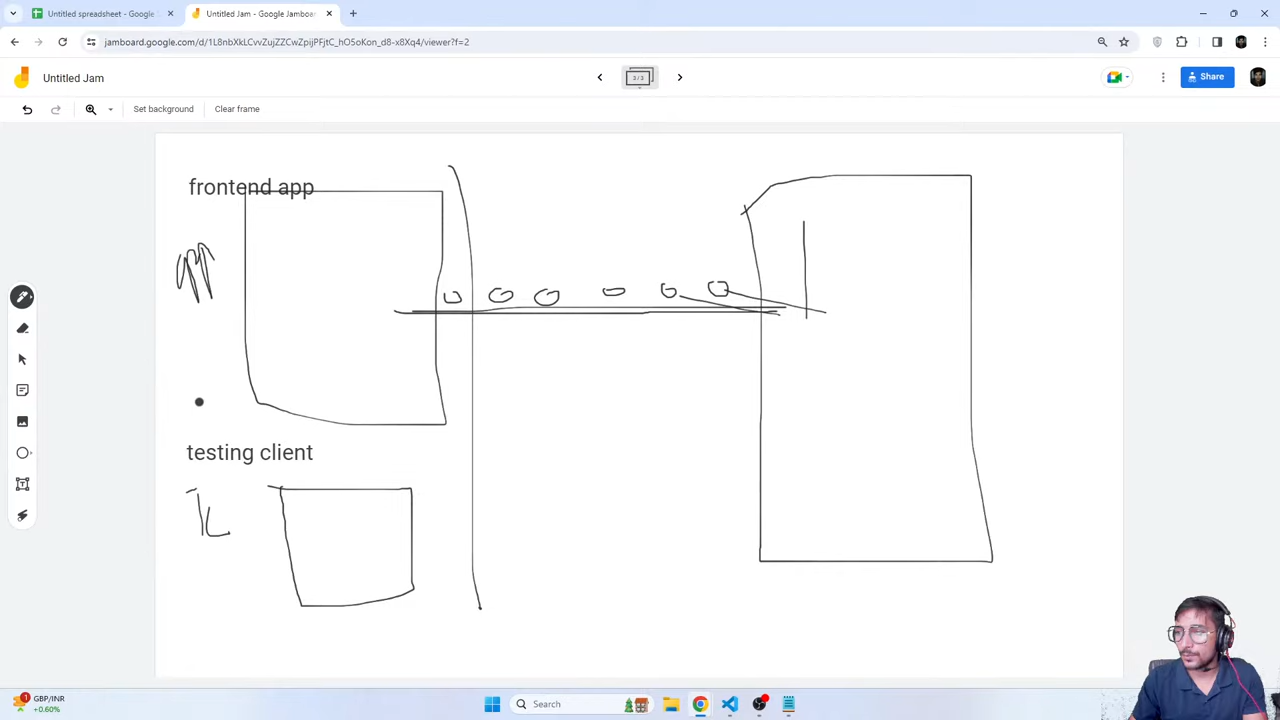 Untitled spreadsheet - Google S
Untitled Jam - Google Jamboard
jamboard.google.com/d/1L8nbXkLCvvZujZZCwZpijPFjtC_hO5oKon_d8-x8Xq4/viewer?f=2
Untitled Jam
Share
Set background
Clear frame
frontend app
testing client
GBP/INR
+0.60%
Search